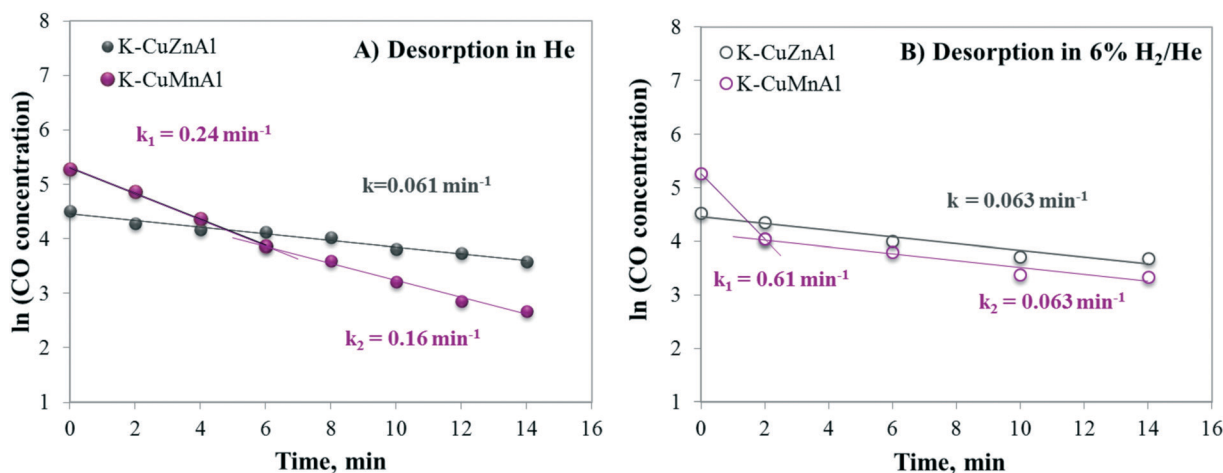 A) Desorption in He
K-CuZnAl
K-CuMnAl
k₁ = 0.24 min⁻¹
k=0.061 min⁻¹
k₂ = 0.16 min⁻¹
ln (CO concentration)
8
7
6
5
4
3
2
1
0 2 4 6 8 10 12 14 16
Time, min
B) Desorption in 6% H₂/He
K-CuZnAl
K-CuMnAl
k = 0.063 min⁻¹
k₁ = 0.61 min⁻¹
k₂ = 0.063 min⁻¹
ln (CO concentration)
8
7
6
5
4
3
2
1
0 2 4 6 8 10 12 14 16
Time, min